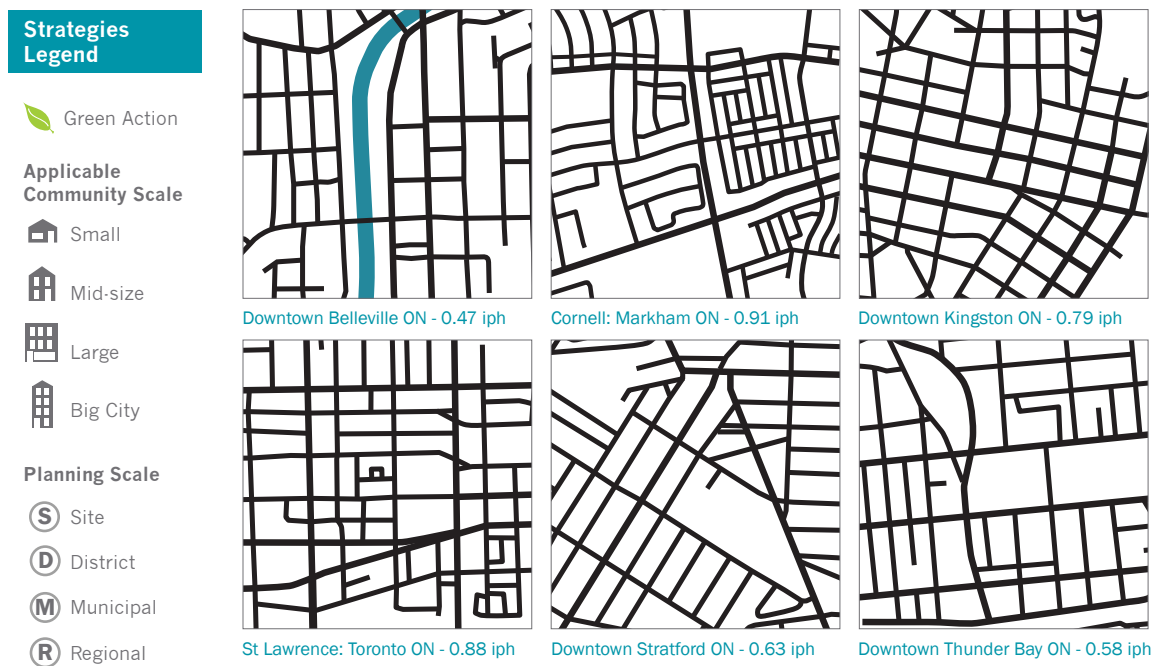 Strategies
Legend
Green Action
Applicable
Community Scale
Small
Mid-size
Large
Big City
Planning Scale
S Site
D District
M Municipal
R Regional
Downtown Belleville ON - 0.47 iph
Cornell: Markham ON - 0.91 iph
Downtown Kingston ON - 0.79 iph
St Lawrence: Toronto ON - 0.88 iph
Downtown Stratford ON - 0.63 iph
Downtown Thunder Bay ON - 0.58 iph